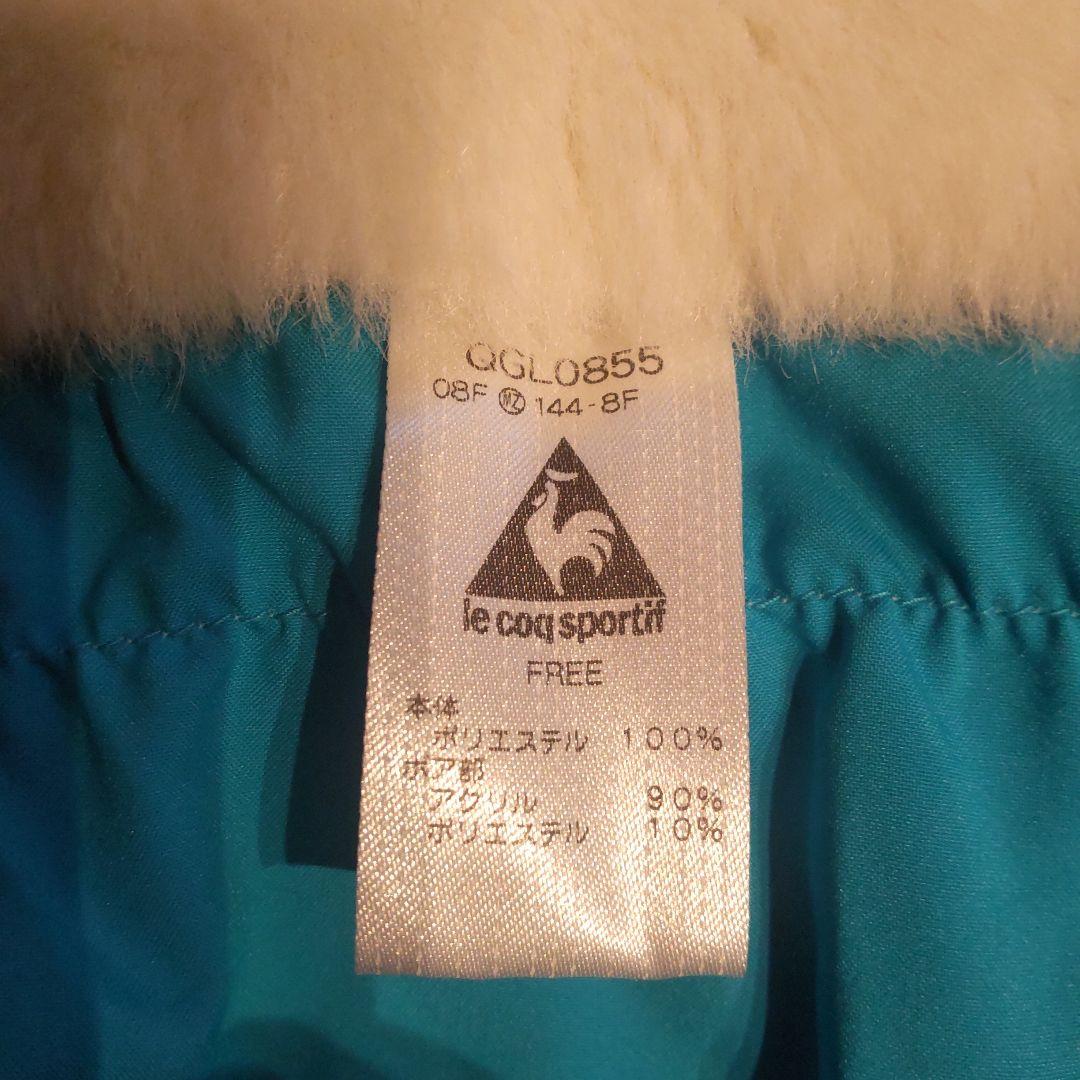 QGL0855
08F MZ 144-8F
le coq sportif
FREE
本体
ポリエステル 100%
ボア部
アクリル 90%
ポリエステル 10%